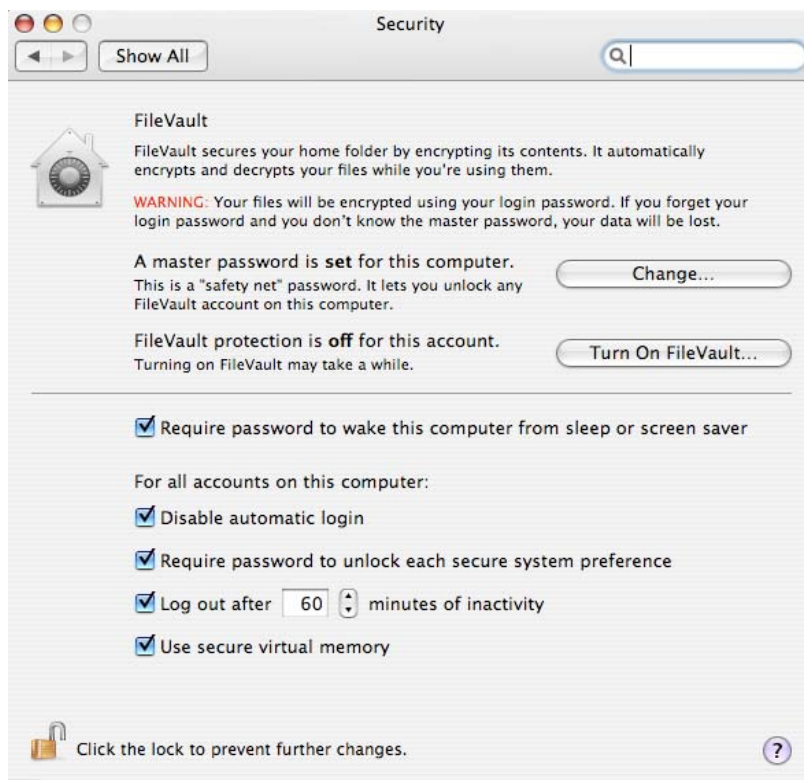 Security
Show All
FileVault
FileVault secures your home folder by encrypting its contents. It automatically
encrypts and decrypts your files while you're using them.
WARNING: Your files will be encrypted using your login password. If you forget your
login password and you don't know the master password, your data will be lost.
A master password is set for this computer.
This is a "safety net" password. It lets you unlock any
FileVault account on this computer.
Change...
FileVault protection is off for this account.
Turning on FileVault may take a while.
Turn On FileVault...
Require password to wake this computer from sleep or screen saver
For all accounts on this computer:
Disable automatic login
Require password to unlock each secure system preference
Log out after 60 minutes of inactivity
Use secure virtual memory
Click the lock to prevent further changes.
?